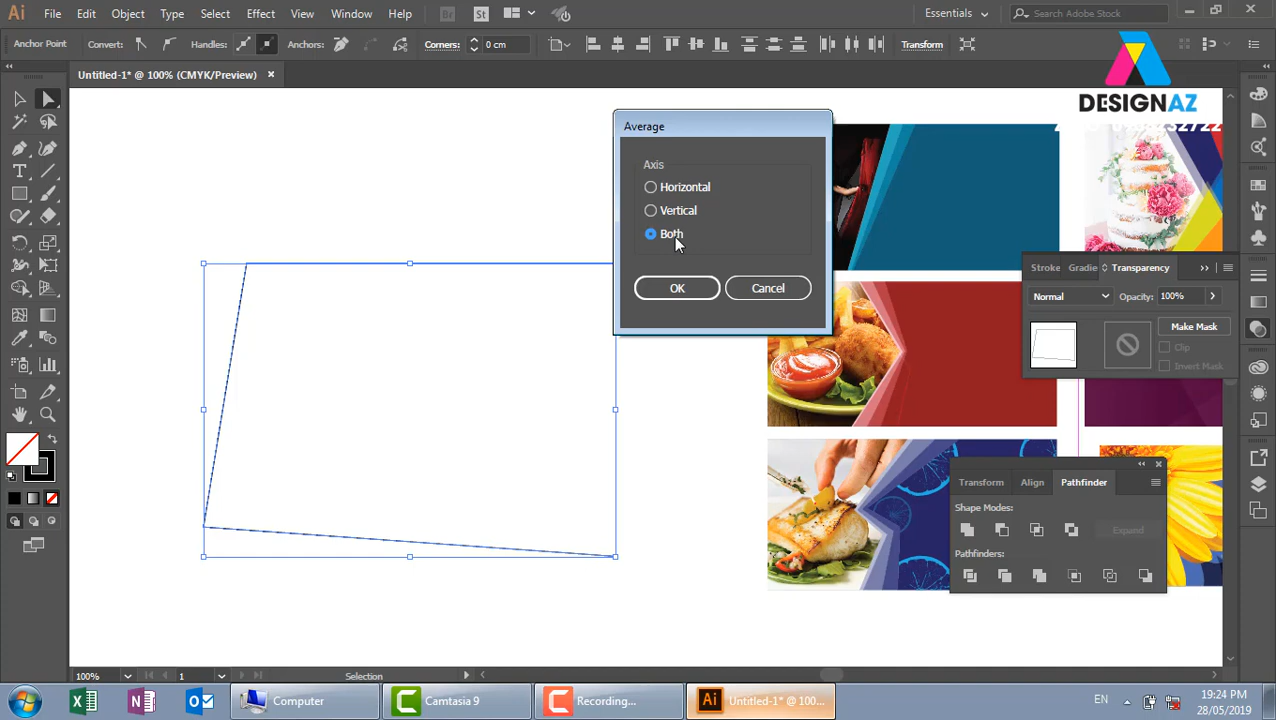 Ai File Edit Object Type Select Effect View Window Help Br St Essentials Search Adobe Stock
Anchor Point Convert: Handles: Anchors: Corners: 0 cm Transform
Untitled-1* @ 100% (CMYK/Preview)
DESIGNAZ
Average
Axis
Horizontal
Vertical
Both
OK Cancel
Stroke Gradie Transparency
Normal Opacity: 100%
Make Mask
Clip
Invert Mask
Transform Align Pathfinder
Shape Modes:
Expand
Pathfinders:
100% 1 Selection
Computer Camtasia 9 Recording... Untitled-1* @ 100... EN 19:24 PM
28/05/2019